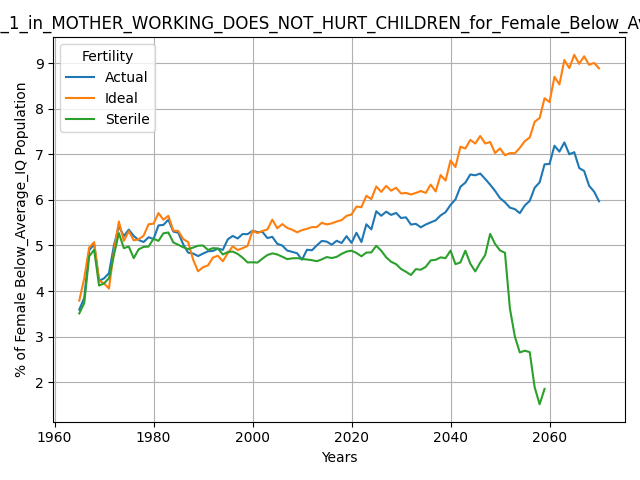 _1_in_MOTHER_WORKING_DOES_NOT_HURT_CHILDREN_for_Female_Below_Av
Fertility
Actual
Ideal
Sterile
% of Female Below_Average_IQ Population
9
8
7
6
5
4
3
2
1960 1980 2000 2020 2040 2060
Years